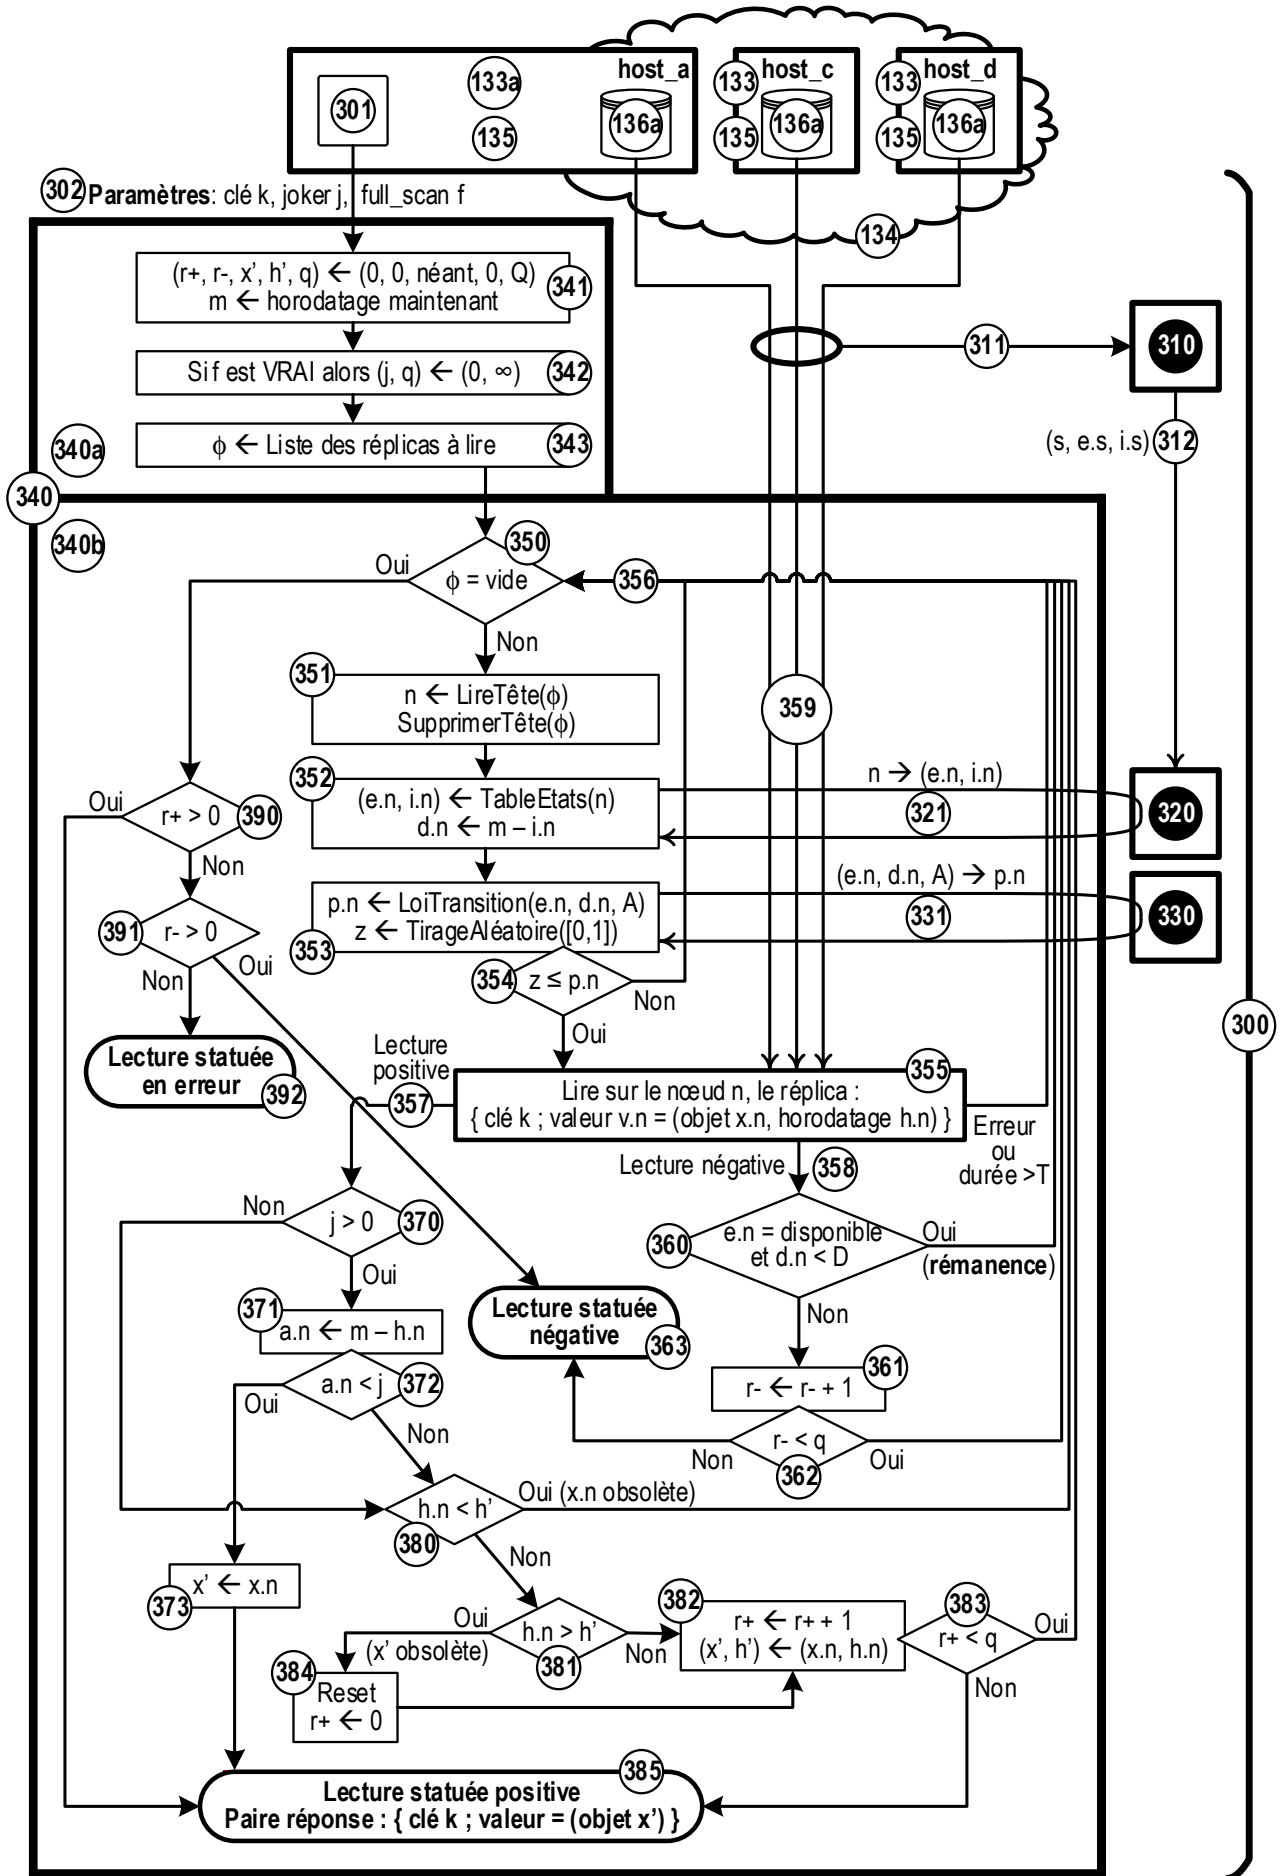 host_a
host_c
host_d
133a
133
133
301
136a
136a
136a
135
135
135
302 Paramètres: clé k, joker j, full_scan f
134
(r+, r-, x', h', q) ← (0, 0, néant, 0, Q)
m ← horodatage maintenant
341
311
310
Si f est VRAI alors (j, q) ← (0, ∞)
342
340a
ϕ ← Liste des réplicas à lire
343
(s, e.s, i.s)
312
340
340b
350
Oui
ϕ = vide
356
Non
351
n ← LireTête(ϕ)
SupprimerTête(ϕ)
359
352
(e.n, i.n) ← TableEtats(n)
d.n ← m – i.n
n → (e.n, i.n)
321
320
Oui
r+ > 0
390
Non
p.n ← LoiTransition(e.n, d.n, A)
z ← TirageAléatoire([0,1])
353
(e.n, d.n, A) → p.n
331
330
391
r- > 0
Oui
Non
354
z ≤ p.n
Non
Oui
300
Lecture statuée
en erreur
392
Lecture
positive
357
355
Lire sur le nœud n, le réplica :
{ clé k ; valeur v.n = (objet x.n, horodatage h.n) }
Erreur
ou
durée >T
Lecture négative
358
Non
j > 0
370
Oui
360
e.n = disponible
et d.n < D
Oui
(rémanence)
Non
371
a.n ← m – h.n
Lecture statuée
négative
363
361
r- ← r- + 1
Oui
a.n < j
372
Non
r- < q
Non
362
Oui
h.n < h'
380
Oui (x.n obsolète)
Non
x' ← x.n
373
Oui
(x' obsolète)
h.n > h'
381
Non
382
r+ ← r+ + 1
(x', h') ← (x.n, h.n)
383
r+ < q
Oui
Non
384
Reset
r+ ← 0
385
Lecture statuée positive
Paire réponse : { clé k ; valeur = (objet x') }